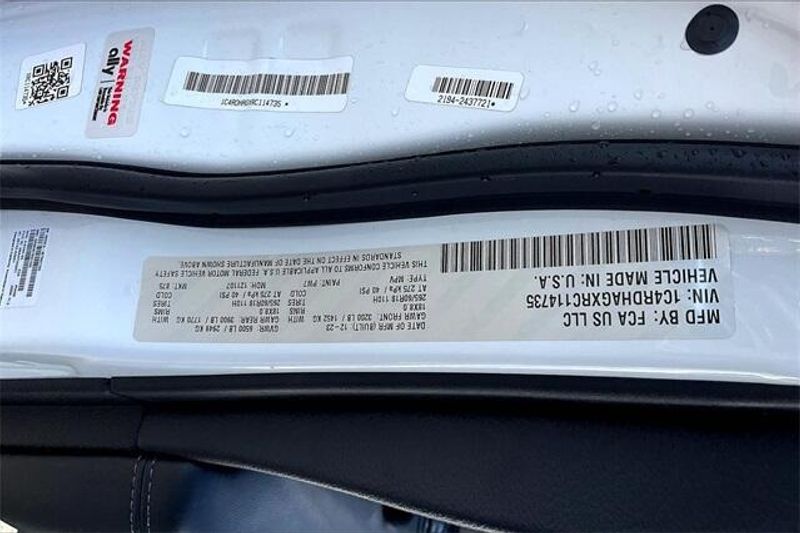 WARNING
ally
1C4RDHAGXRC114735 *
2194-2437721*
MFD BY: FCA US LLC
DATE OF MFR (BUILT): 12-23
GVWR: 6500 LB / 2949 KG
GAWR FRONT: 3200 LB / 1452 KG WITH
18X8.0 RIMS
265/60R18 110H TIRES
AT 275 kPa / 40 PSI COLD
GAWR REAR: 3900 LB / 1770 KG WITH
18X8.0 RIMS
265/60R18 110H TIRES
AT 275 kPa / 40 PSI COLD
VIN: 1C4RDHAGXRC114735
TYPE: MPV
PAINT: PW7
MDH: 121107
MKT: 875
VEHICLE MADE IN: U.S.A.
THIS VEHICLE CONFORMS TO ALL APPLICABLE U.S.A. FEDERAL MOTOR VEHICLE SAFETY
STANDARDS IN EFFECT ON THE DATE OF MANUFACTURE SHOWN ABOVE.